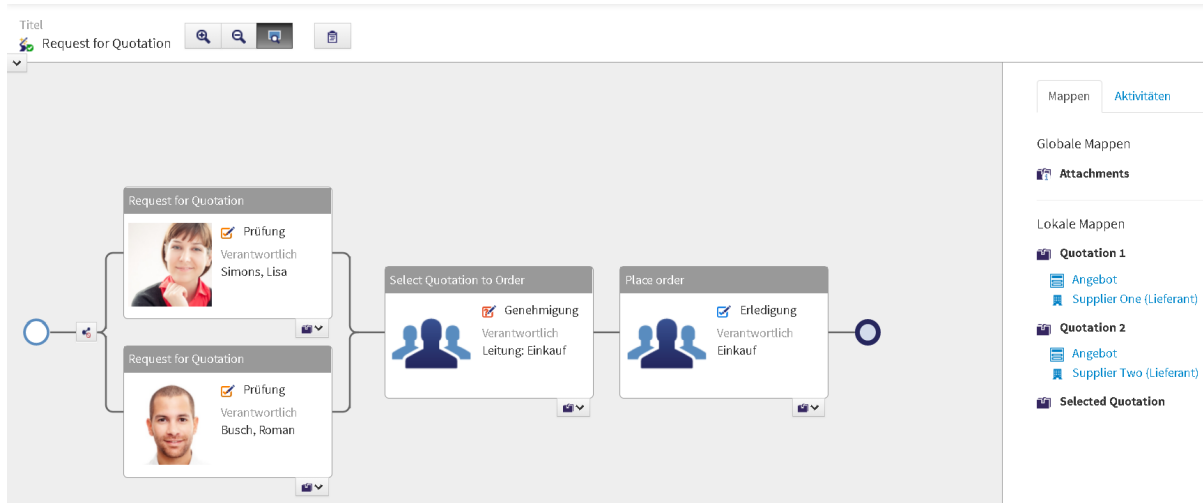 Titel
Request for Quotation
Mappen
Aktivitäten
Globale Mappen
Attachments
Lokale Mappen
Quotation 1
Angebot
Supplier One (Lieferant)
Quotation 2
Angebot
Supplier Two (Lieferant)
Selected Quotation
Request for Quotation
Prüfung
Verantwortlich
Simons, Lisa
Request for Quotation
Prüfung
Verantwortlich
Busch, Roman
Select Quotation to Order
Genehmigung
Verantwortlich
Leitung: Einkauf
Place order
Erledigung
Verantwortlich
Einkauf